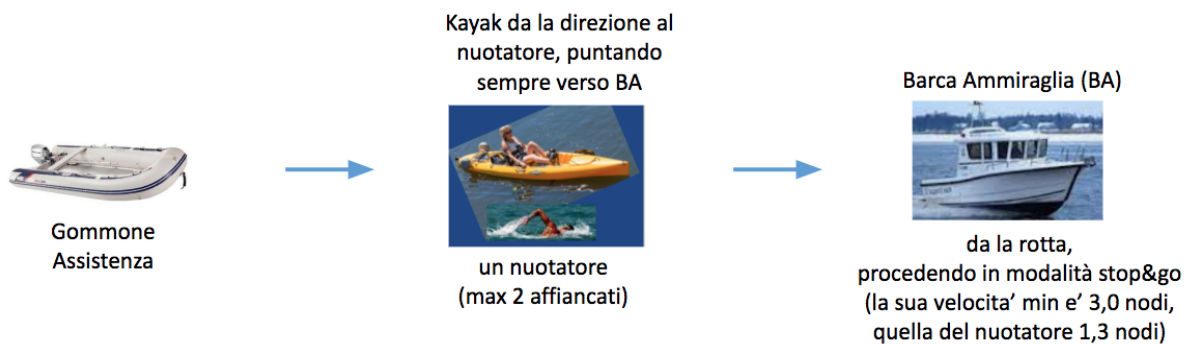 Gommone
Assistenza
Kayak da la direzione al
nuotatore, puntando
sempre verso BA
un nuotatore
(max 2 affiancati)
Barca Ammiraglia (BA)
da la rotta,
procedendo in modalità stop&go
(la sua velocita’ min e’ 3,0 nodi,
quella del nuotatore 1,3 nodi)